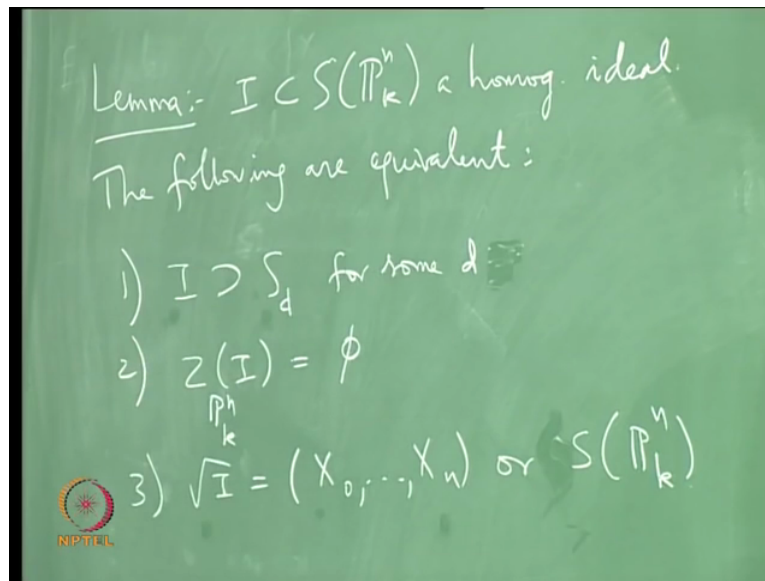 Lemma:- I ⊂ S(ℙⁿₖ) a homog. ideal.
The following are equivalent:
1) I ⊃ S_d for some d
2) Z(I) = φ
ℙⁿₖ
3) √I = (X₀,..,Xₙ) or S(ℙⁿₖ)
NPTEL